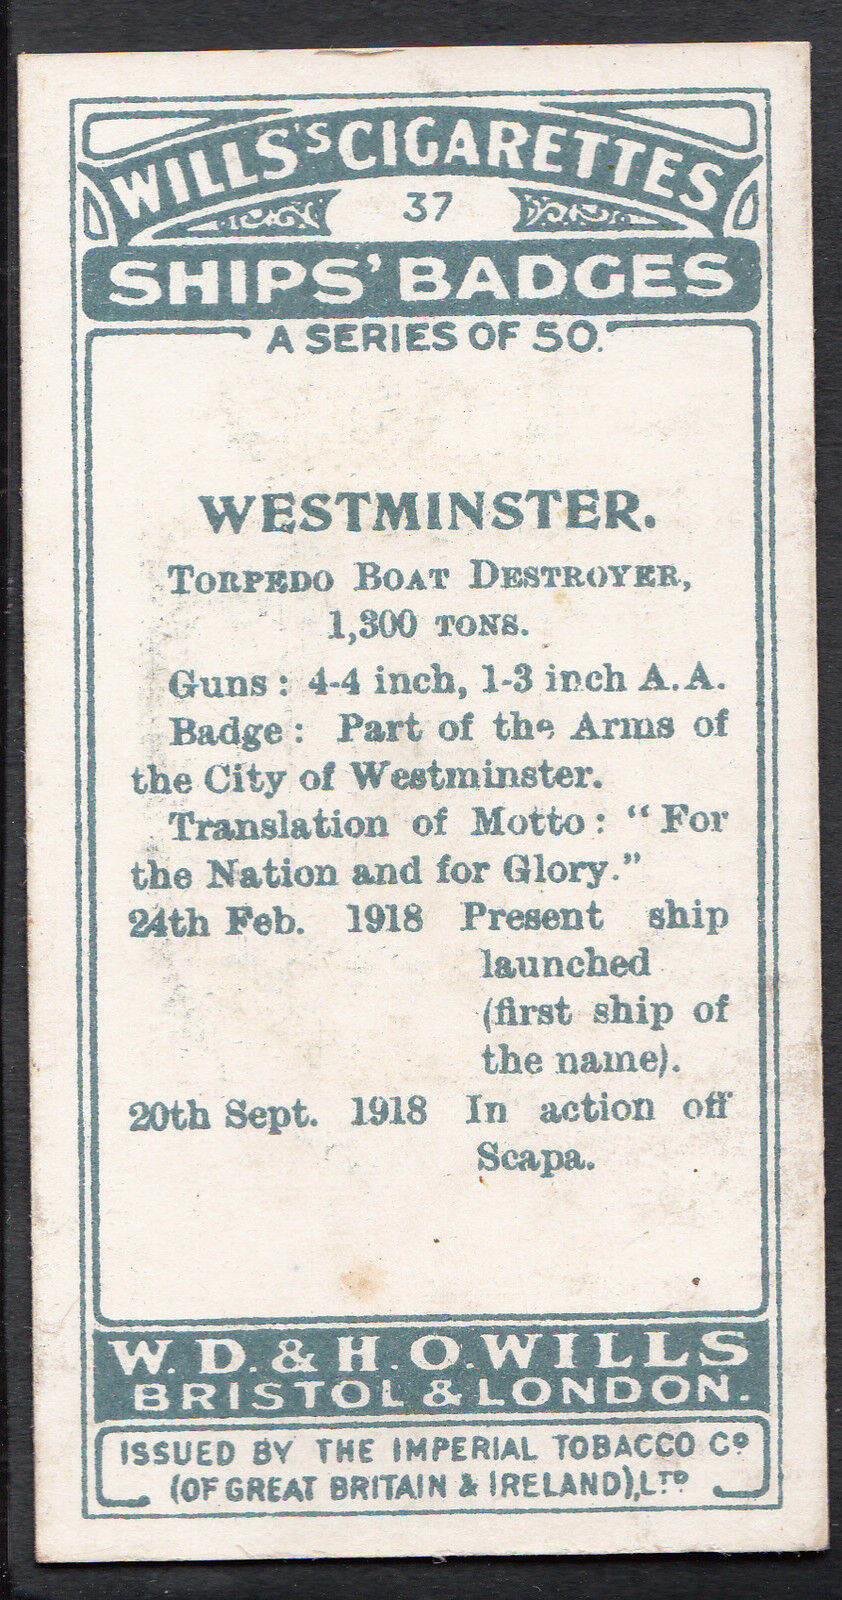 WILLS'S CIGARETTES
37
SHIPS' BADGES
A SERIES OF 50.
WESTMINSTER.
TORPEDO BOAT DESTROYER,
1,300 TONS.
Guns: 4-4 inch, 1-3 inch A.A.
Badge: Part of the Arms of
the City of Westminster.
Translation of Motto: "For
the Nation and for Glory."
24th Feb. 1918 Present ship
launched
(first ship of
the name).
20th Sept. 1918 In action off
Scapa.
W. D. & H. O. WILLS
BRISTOL & LONDON.
ISSUED BY THE IMPERIAL TOBACCO Cº
(OF GREAT BRITAIN & IRELAND), LTD